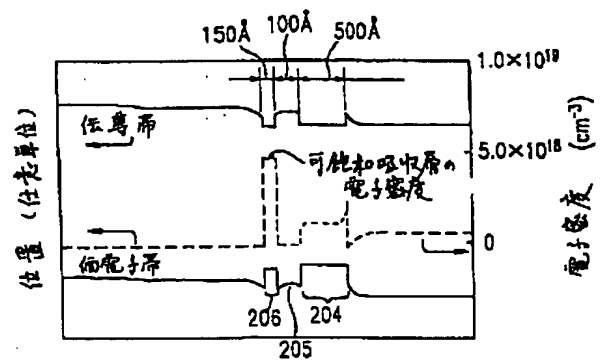 150Å 100Å 500Å
1.0×10¹⁹
伝導帯
5.0×10¹⁸
可飽和吸収層の
電子密度
0
価電子帯
206
204
205
位置 (任意単位)
電子密度 (cm⁻³)